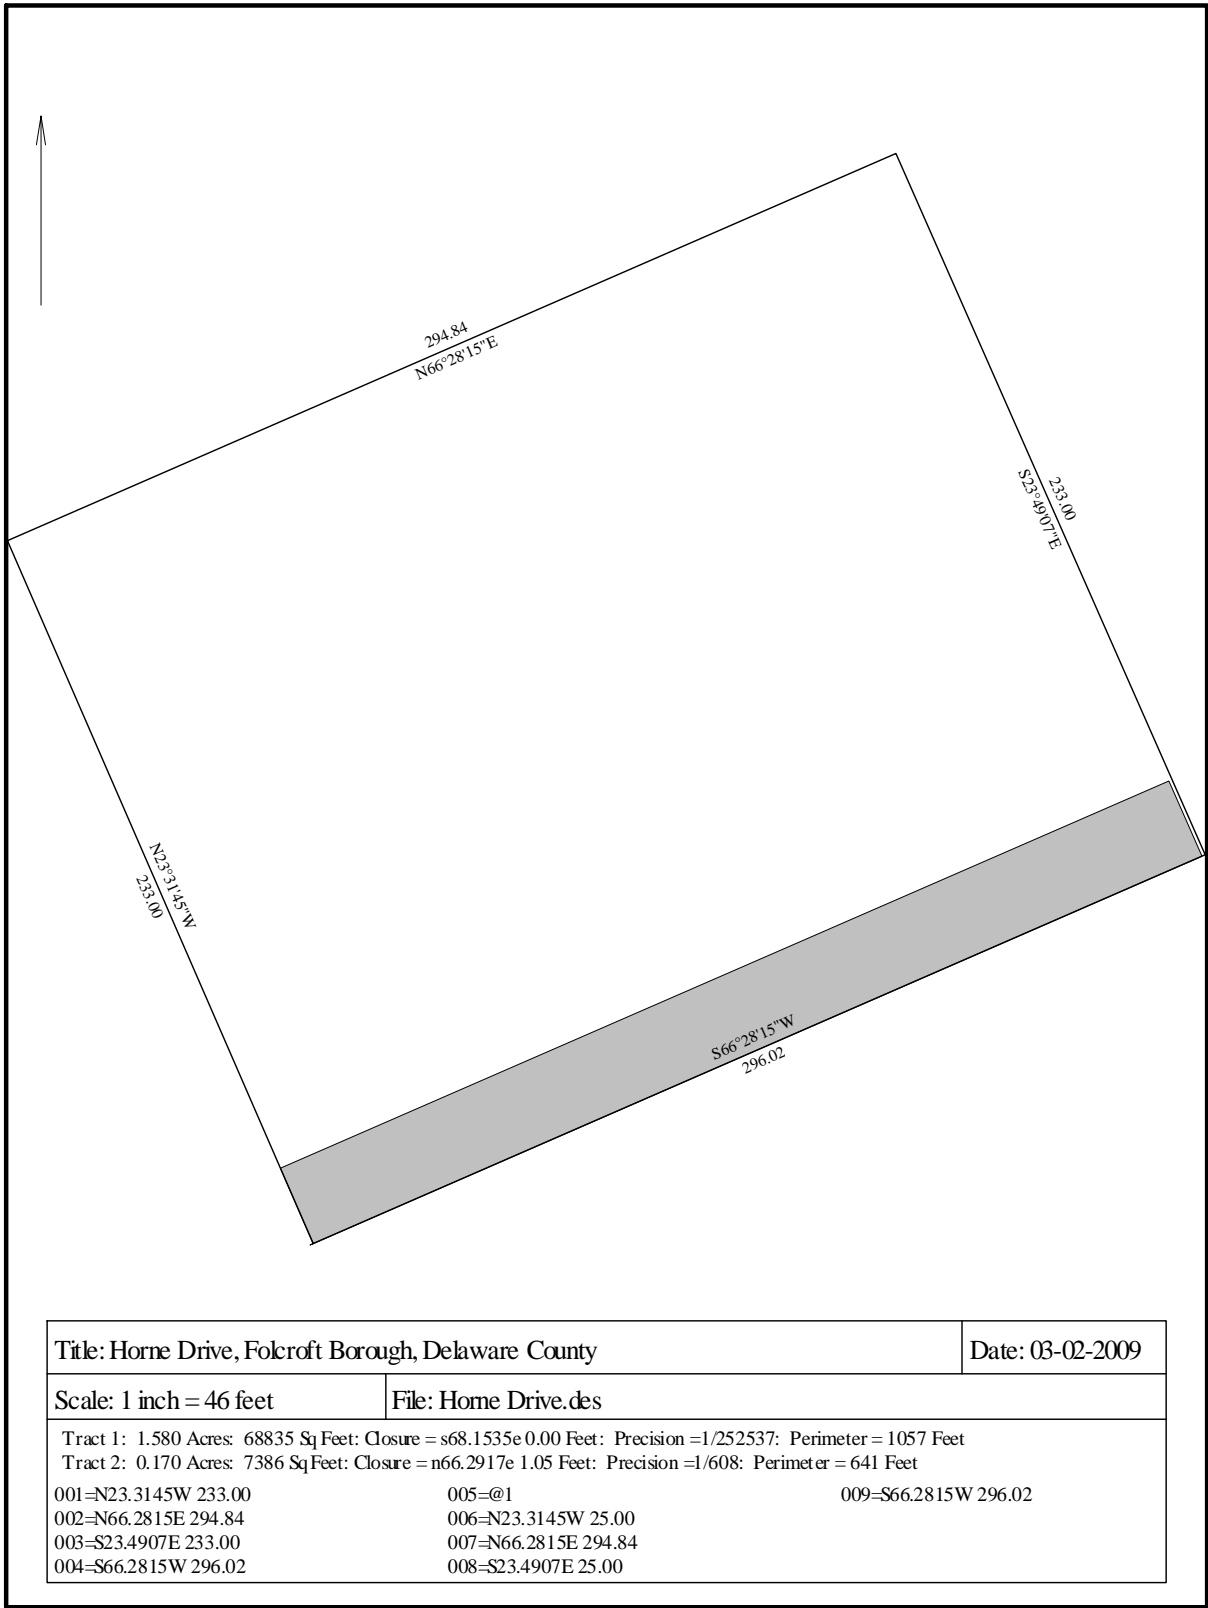 294.84
N66°28'15"E
233.00
S23°49'07"E
N23°31'45"W
233.00
S66°28'15"W
296.02
Title: Horne Drive, Folcroft Borough, Delaware County
Date: 03-02-2009
Scale: 1 inch = 46 feet
File: Horne Drive.des
Tract 1: 1.580 Acres: 68835 Sq Feet: Closure = s68.1535e 0.00 Feet: Precision =1/252537: Perimeter = 1057 Feet
Tract 2: 0.170 Acres: 7386 Sq Feet: Closure = n66.2917e 1.05 Feet: Precision =1/608: Perimeter = 641 Feet
001=N23.3145W 233.00
002=N66.2815E 294.84
003=S23.4907E 233.00
004=S66.2815W 296.02
005=@1
006=N23.3145W 25.00
007=N66.2815E 294.84
008=S23.4907E 25.00
009=S66.2815W 296.02